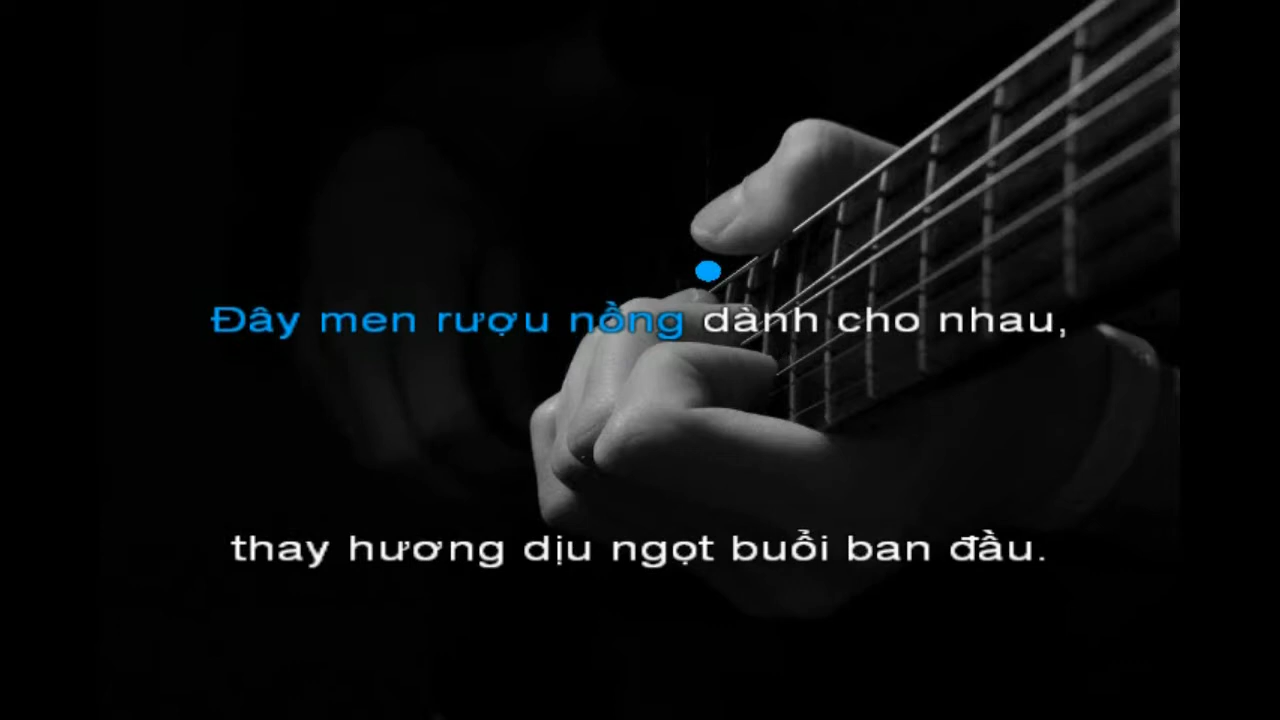 Đây men rượu nồng dành cho nhau,
thay hương dịu ngọt buổi ban đầu.